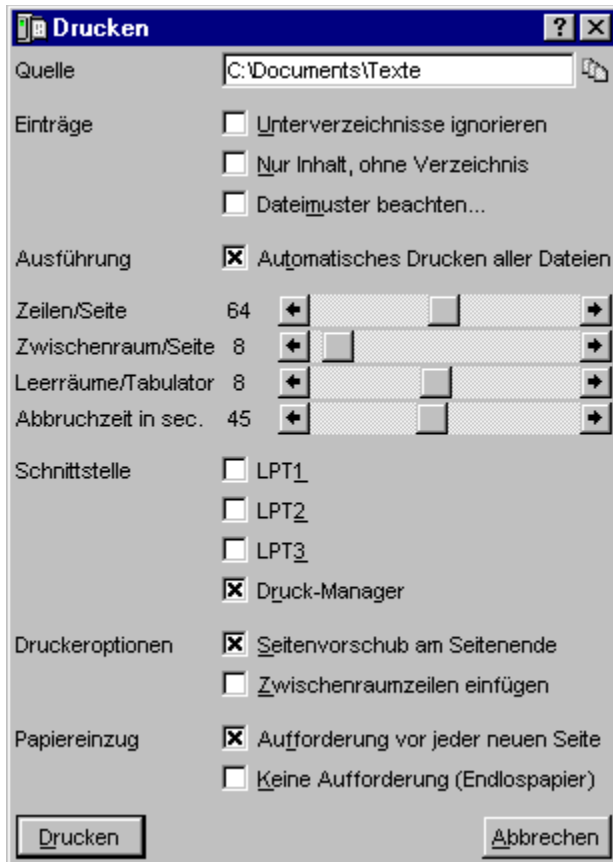 Drucken
Quelle C:\Documents\Texte
Einträge Unterverzeichnisse ignorieren
Nur Inhalt, ohne Verzeichnis
Dateimuster beachten...
Ausführung Automatisches Drucken aller Dateien
Zeilen/Seite 64
Zwischenraum/Seite 8
Leerräume/Tabulator 8
Abbruchzeit in sec. 45
Schnittstelle LPT1
LPT2
LPT3
Druck-Manager
Druckeroptionen Seitenvorschub am Seitenende
Zwischenraumzeilen einfügen
Papiereinzug Aufforderung vor jeder neuen Seite
Keine Aufforderung (Endlospapier)
Drucken Abbrechen